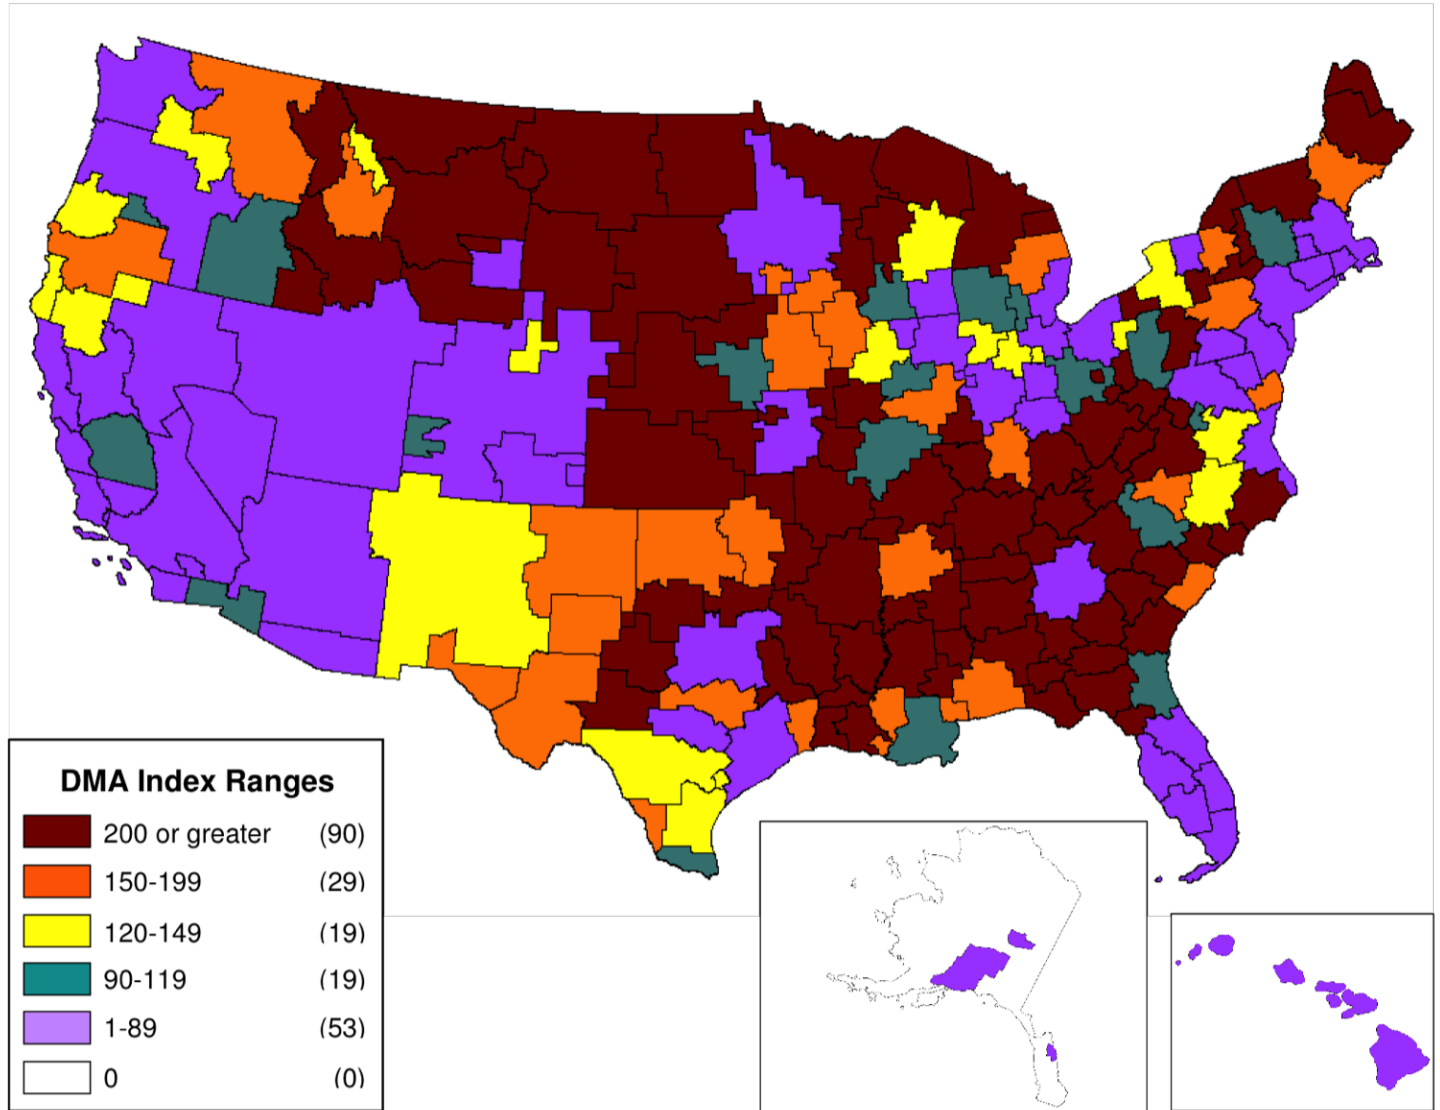 DMA Index Ranges
200 or greater (90)
150-199 (29)
120-149 (19)
90-119 (19)
1-89 (53)
0 (0)